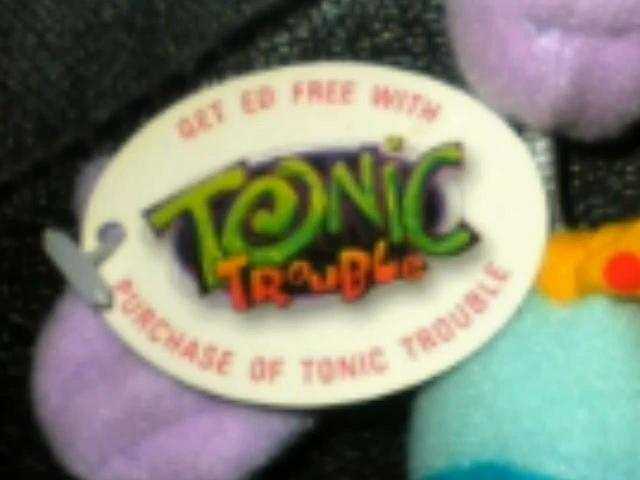 GET ED FREE WITH
TONIC
TROUBLE
PURCHASE OF TONIC TROUBLE